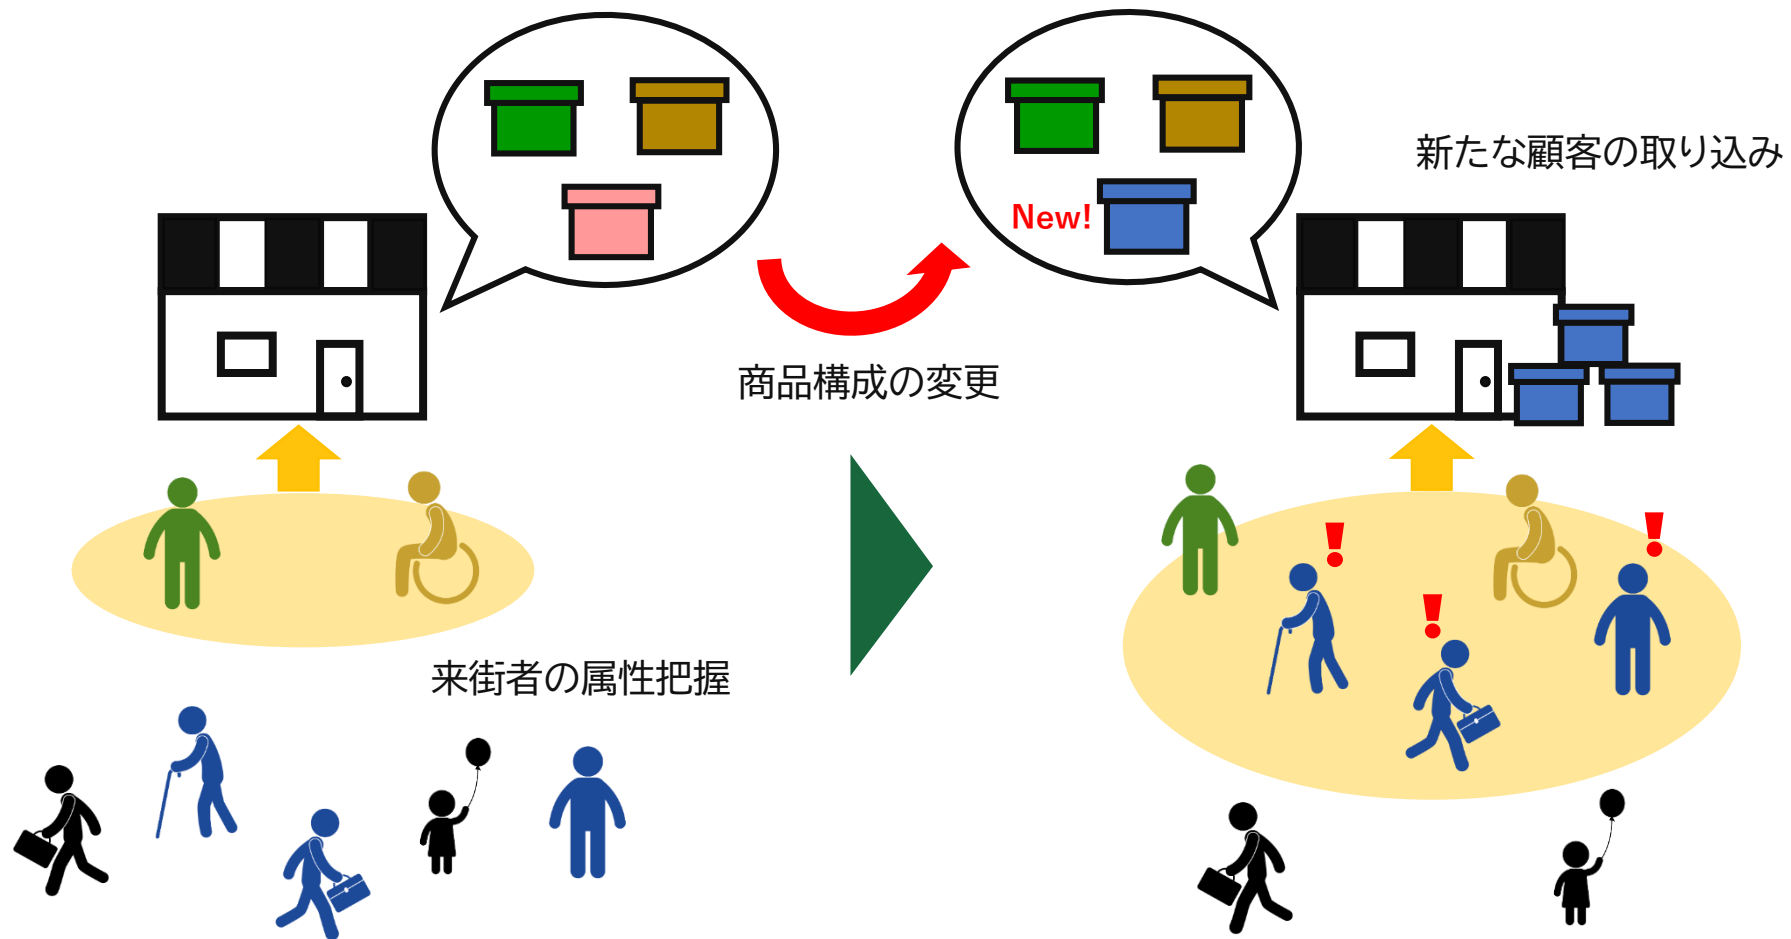 新たな顧客の取り込み
New!
商品構成の変更
来街者の属性把握